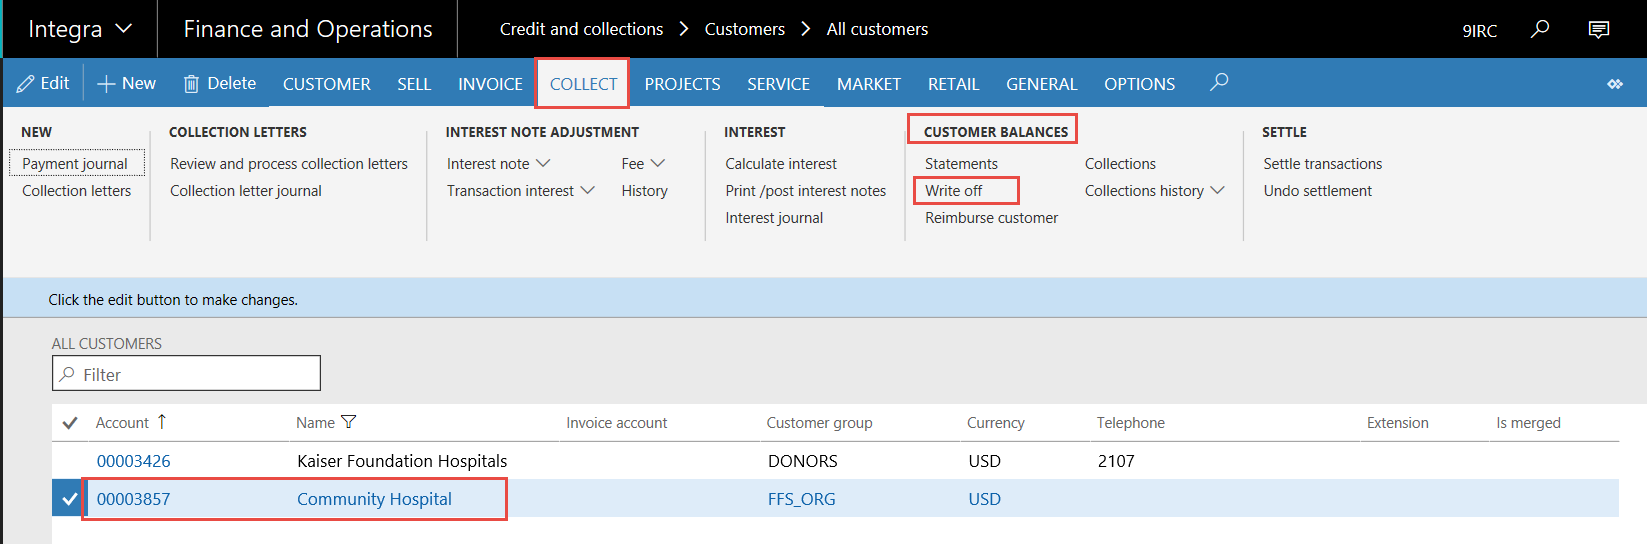 Integra Finance and Operations Credit and collections > Customers > All customers 9IRC
Edit + New Delete CUSTOMER SELL INVOICE COLLECT PROJECTS SERVICE MARKET RETAIL GENERAL OPTIONS
NEW COLLECTION LETTERS INTEREST NOTE ADJUSTMENT INTEREST CUSTOMER BALANCES SETTLE
Payment journal Review and process collection letters Interest note Fee Calculate interest Statements Collections Settle transactions
Collection letters Collection letter journal Transaction interest History Print /post interest notes Write off Collections history Undo settlement
Interest journal Reimburse customer
Click the edit button to make changes.
ALL CUSTOMERS
Filter
Account Name Invoice account Customer group Currency Telephone Extension Is merged
00003426 Kaiser Foundation Hospitals DONORS USD 2107
00003857 Community Hospital FFS_ORG USD